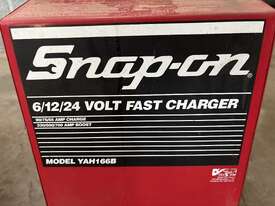 Snap-on
6/12/24 VOLT FAST CHARGER
AMP CHARGE
AMP BOOST
MODEL YAH166B